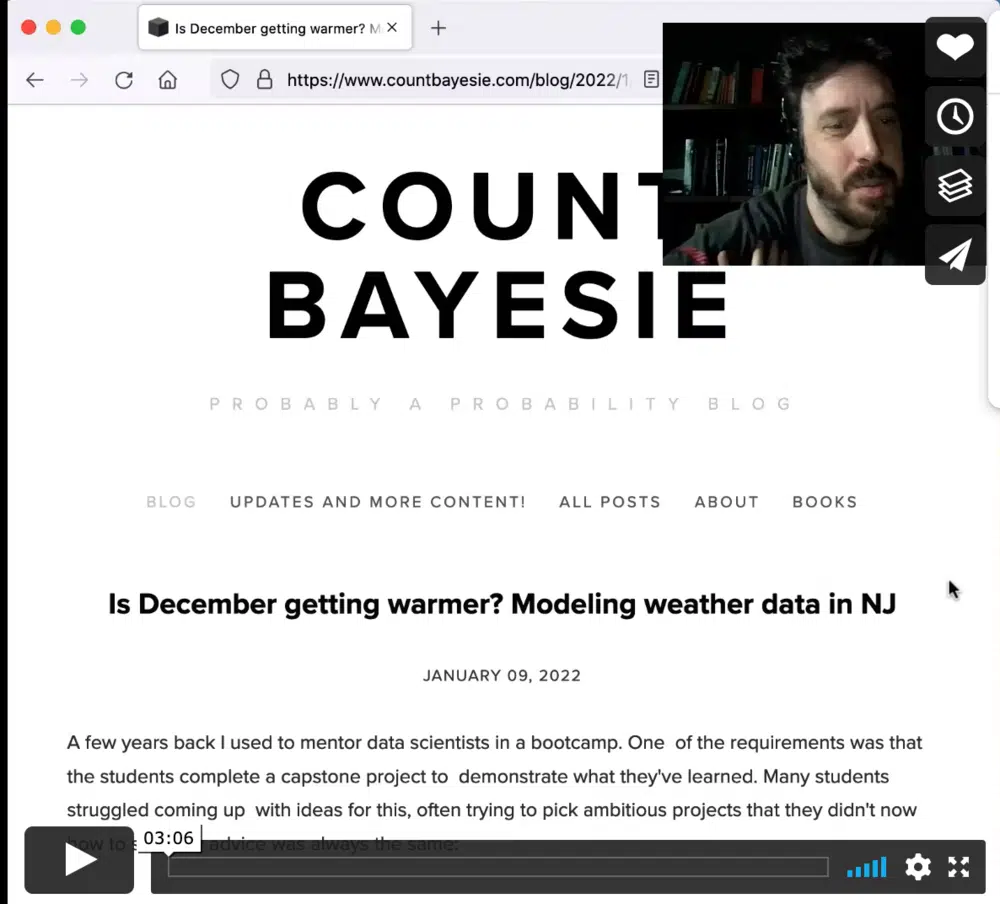 Is December getting warmer? M
https://www.countbayesie.com/blog/2022/1
COUNT
BAYESIE
PROBABLY A PROBABILITY BLOG
BLOG UPDATES AND MORE CONTENT! ALL POSTS ABOUT BOOKS
Is December getting warmer? Modeling weather data in NJ
JANUARY 09, 2022
A few years back I used to mentor data scientists in a bootcamp. One of the requirements was that
the students complete a capstone project to demonstrate what they've learned. Many students
struggled coming up with ideas for this, often trying to pick ambitious projects that they didn't now
how to advice was always the same:
03:06